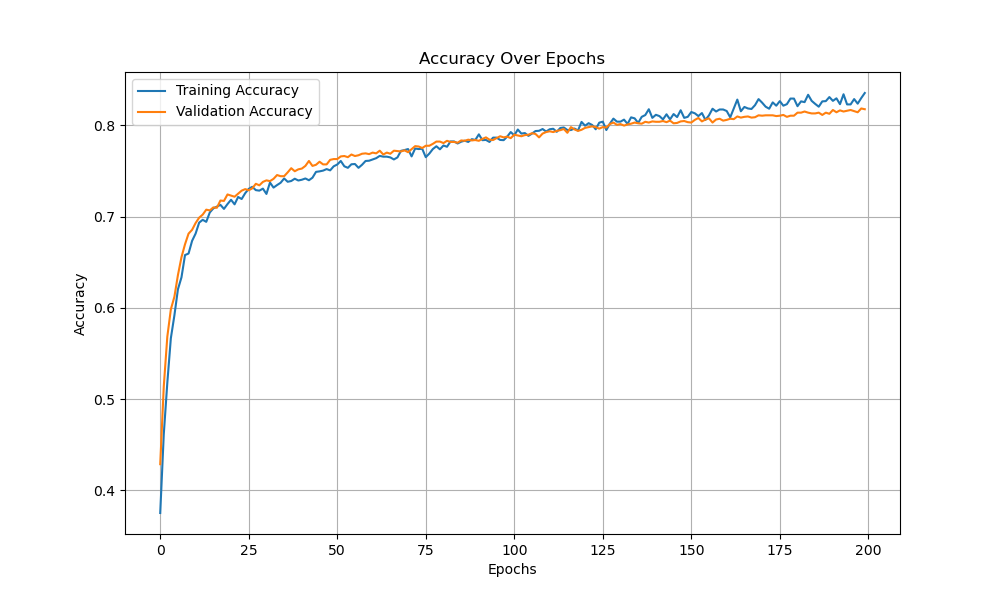 Accuracy Over Epochs
Training Accuracy
Validation Accuracy
Accuracy
0.8
0.7
0.6
0.5
0.4
0 25 50 75 100 125 150 175 200
Epochs